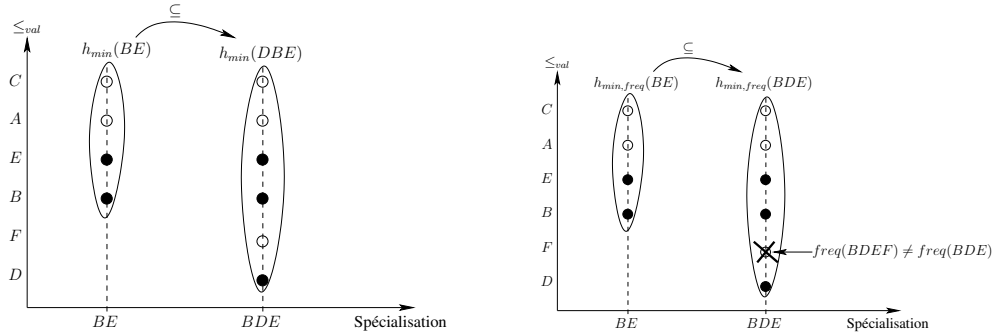 ⊆
≤val
h_min(BE)
h_min(DBE)
C
A
E
B
F
D
BE
BDE
Spécialisation
⊆
≤val
h_min,freq(BE)
h_min,freq(BDE)
C
A
E
B
F
freq(BDEF) ≠ freq(BDE)
D
BE
BDE
Spécialisation